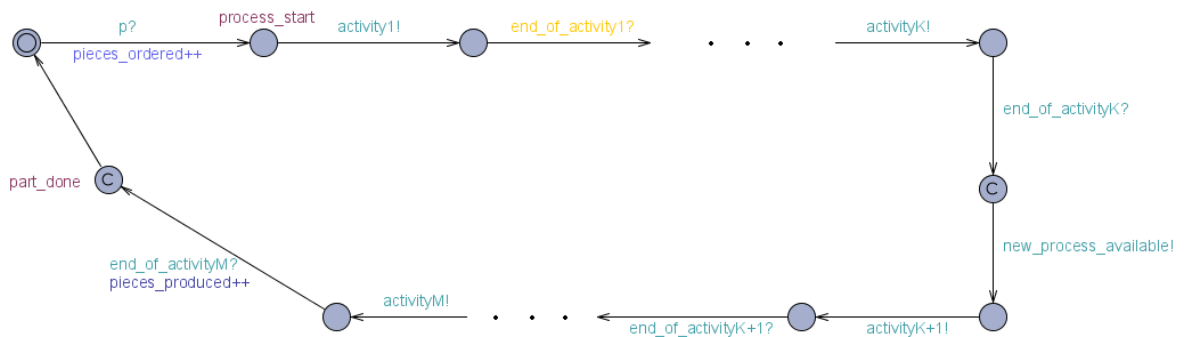 process_start
p?
activity1!
end_of_activity1?
activityK!
pieces_ordered++
end_of_activityK?
part_done
C
C
new_process_available!
end_of_activityM?
pieces_produced++
activityM!
end_of_activityK+1?
activityK+1!